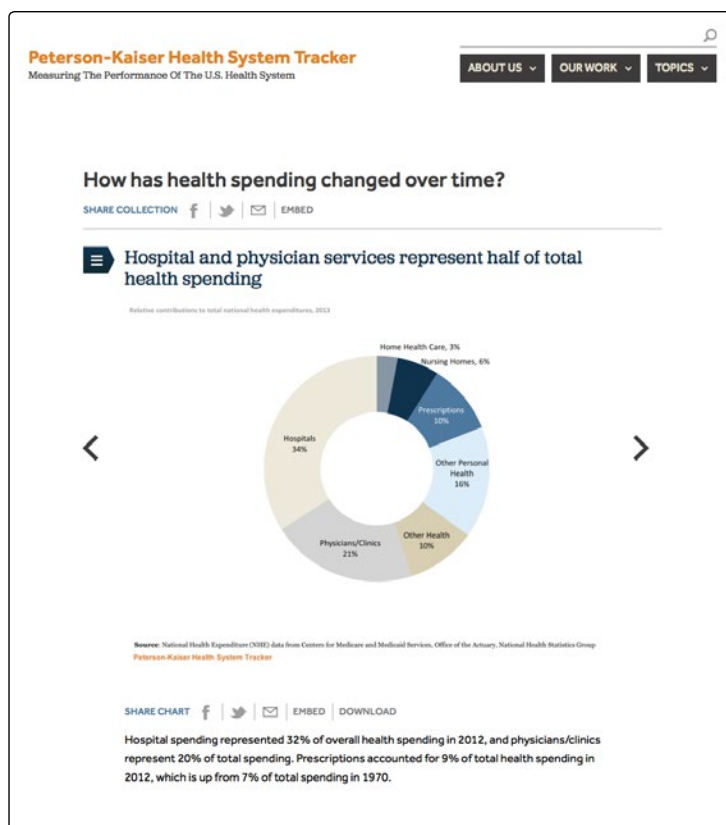 Peterson-Kaiser Health System Tracker
Measuring The Performance Of The U.S. Health System
ABOUT US
OUR WORK
TOPICS
How has health spending changed over time?
SHARE COLLECTION
EMBED
Hospital and physician services represent half of total
health spending
Relative contributions to total national health expenditures, 2013
Home Health Care, 3%
Nursing Homes, 6%
Prescriptions
10%
Other Personal
Health
16%
Other Health
10%
Physicians/Clinics
21%
Hospitals
34%
Source: National Health Expenditure (NHE) data from Centers for Medicare and Medicaid Services, Office of the Actuary, National Health Statistics Group
Peterson-Kaiser Health System Tracker
SHARE CHART
EMBED
DOWNLOAD
Hospital spending represented 32% of overall health spending in 2012, and physicians/clinics
represent 20% of total spending. Prescriptions accounted for 9% of total health spending in
2012, which is up from 7% of total spending in 1970.